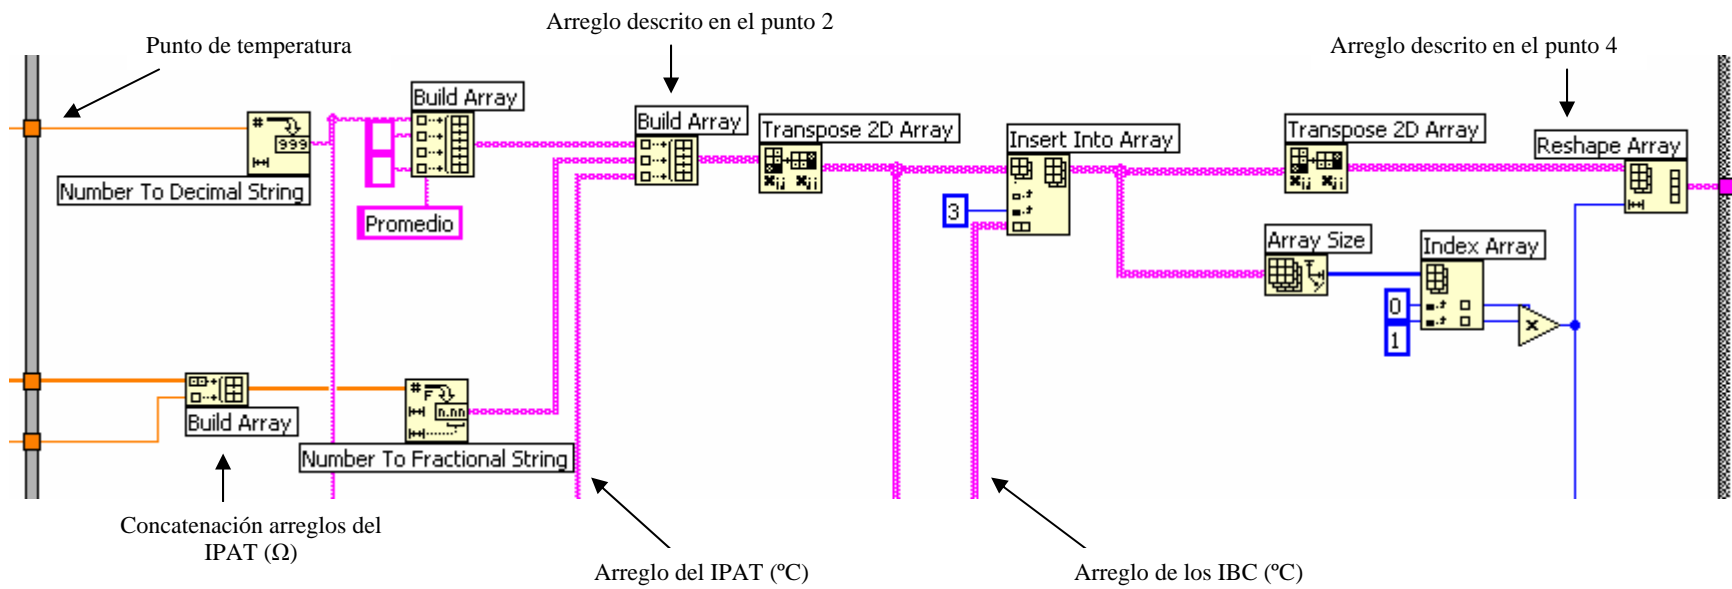 Arreglo descrito en el punto 2
Punto de temperatura
Arreglo descrito en el punto 4
Build Array
Build Array
Transpose 2D Array
Insert Into Array
Transpose 2D Array
Reshape Array
#
999
Number To Decimal String
Promedio
3
Array Size
Index Array
0
1
x
Build Array
#
F
n.nn
Number To Fractional String
Concatenación arreglos del
IPAT (Ω)
Arreglo del IPAT (ºC)
Arreglo de los IBC (ºC)